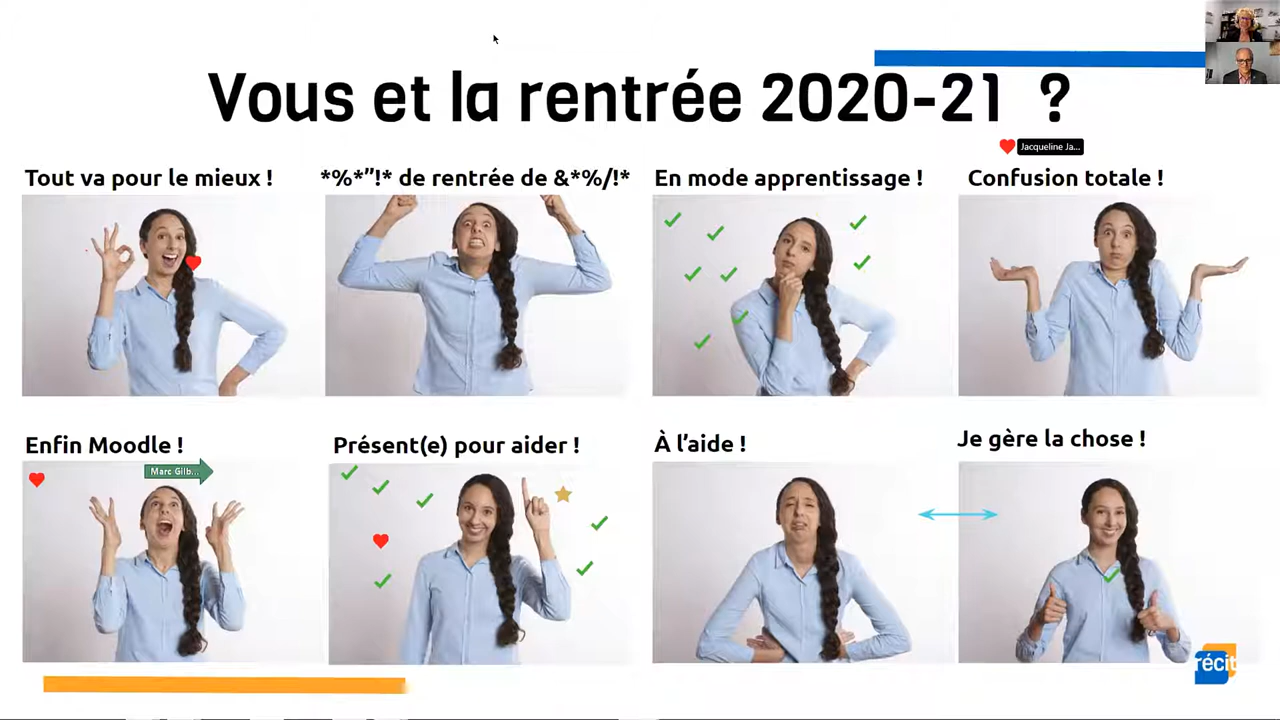 Vous et la rentrée 2020-21 ?
Jacqueline Ja...
Tout va pour le mieux !
*%*”!* de rentrée de &*%/!*
En mode apprentissage !
Confusion totale !
Enfin Moodle !
Présent(e) pour aider !
À l’aide !
Je gère la chose !
Marc Gilb...
récit